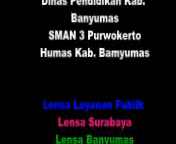 Dinas Pendidikan Kab.
Banyumas
SMAN 3 Purwokerto
Humas Kab. Bamyumas
Lensa Layanan Publik
Lensa Surabaya
Lensa Banyumas